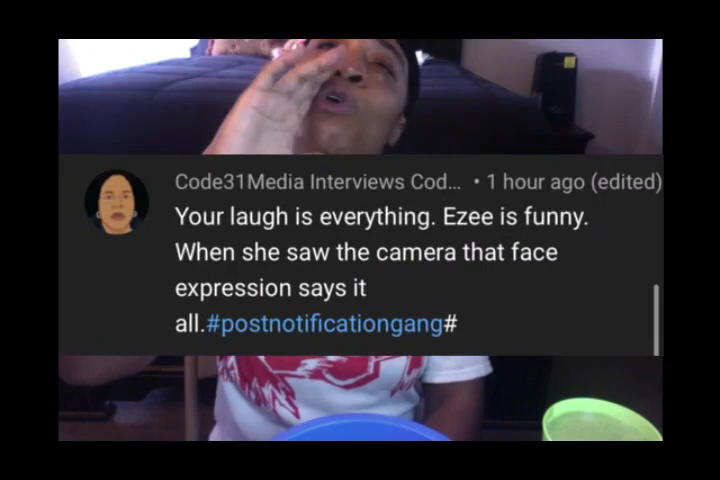 Code31Media Interviews Cod... • 1 hour ago (edited)
Your laugh is everything. Ezee is funny.
When she saw the camera that face
expression says it
all.#postnotificationgang#